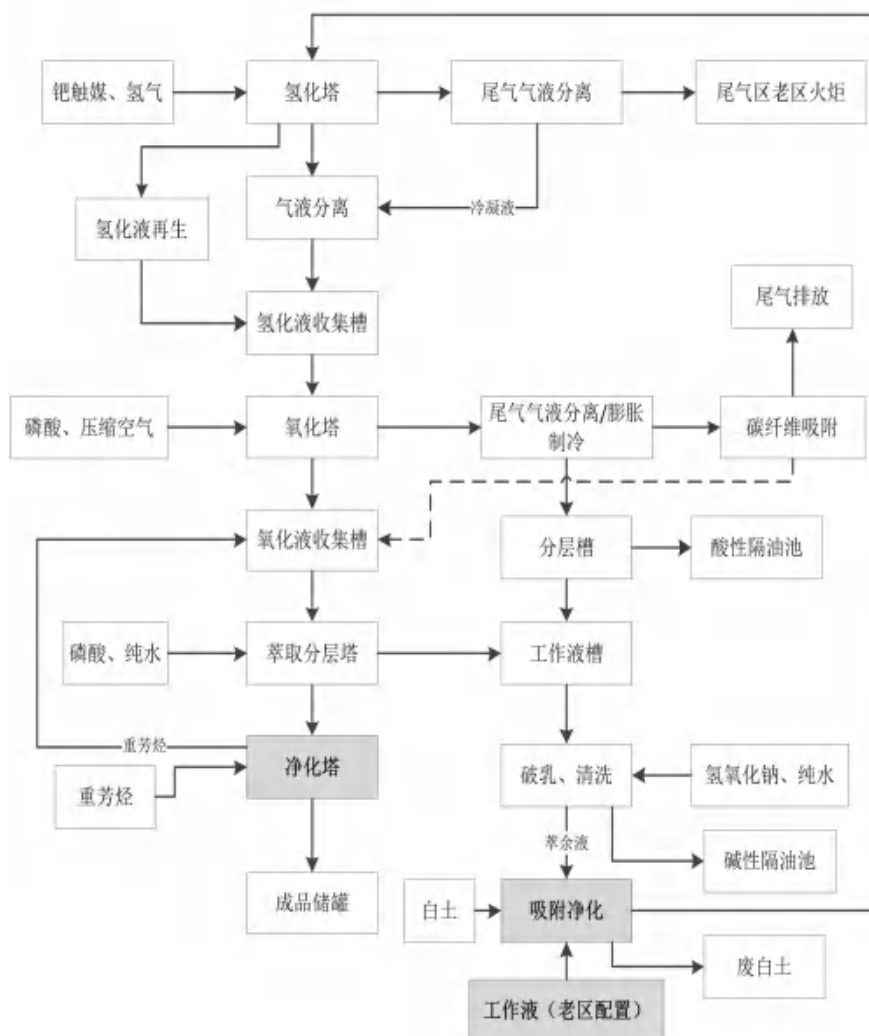 钯触媒、氢气
氢化塔
尾气气液分离
尾气区老区火炬
气液分离
冷凝液
氢化液再生
尾气排放
氢化液收集槽
磷酸、压缩空气
氧化塔
尾气气液分离/膨胀
制冷
碳纤维吸附
氧化液收集槽
分层槽
酸性隔油池
磷酸、纯水
萃取分层塔
工作液槽
重芳烃
净化塔
破乳、清洗
氢氧化钠、纯水
重芳烃
萃余液
碱性隔油池
成品储罐
白土
吸附净化
废白土
工作液（老区配置）